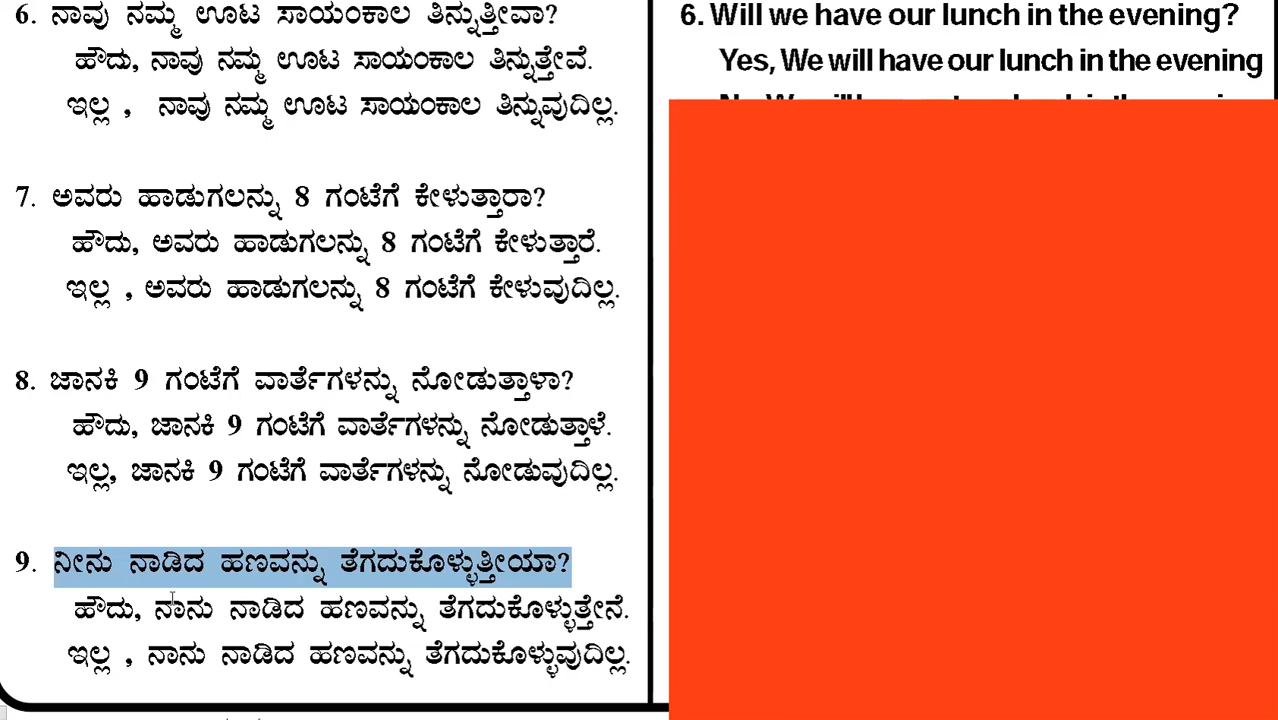 6. ನಾವು ನಮ್ಮ ಊಟ ಸಾಯಂಕಾಲ ತಿನ್ನುತ್ತೀವಾ?
ಹೌದು, ನಾವು ನಮ್ಮ ಊಟ ಸಾಯಂಕಾಲ ತಿನ್ನುತ್ತೇವೆ.
ಇಲ್ಲ , ನಾವು ನಮ್ಮ ಊಟ ಸಾಯಂಕಾಲ ತಿನ್ನುವುದಿಲ್ಲ.
7. ಅವರು ಹಾಡುಗಲನ್ನು 8 ಗಂಟೆಗೆ ಕೇಳುತ್ತಾರಾ?
ಹೌದು, ಅವರು ಹಾಡುಗಲನ್ನು 8 ಗಂಟೆಗೆ ಕೇಳುತ್ತಾರೆ.
ಇಲ್ಲ , ಅವರು ಹಾಡುಗಲನ್ನು 8 ಗಂಟೆಗೆ ಕೇಳುವುದಿಲ್ಲ.
8. ಜಾನಕಿ 9 ಗಂಟೆಗೆ ವಾರ್ತೆಗಳನ್ನು ನೋಡುತ್ತಾಳಾ?
ಹೌದು, ಜಾನಕಿ 9 ಗಂಟೆಗೆ ವಾರ್ತೆಗಳನ್ನು ನೋಡುತ್ತಾಳೆ.
ಇಲ್ಲ, ಜಾನಕಿ 9 ಗಂಟೆಗೆ ವಾರ್ತೆಗಳನ್ನು ನೋಡುವುದಿಲ್ಲ.
9. ನೀನು ನಾಡಿದ ಹಣವನ್ನು ತೆಗದುಕೊಳ್ಳುತ್ತೀಯಾ?
ಹೌದು, ನಾನು ನಾಡಿದ ಹಣವನ್ನು ತೆಗದುಕೊಳ್ಳುತ್ತೇನೆ.
ಇಲ್ಲ , ನಾನು ನಾಡಿದ ಹಣವನ್ನು ತೆಗದುಕೊಳ್ಳುವುದಿಲ್ಲ.
6. Will we have our lunch in the evening?
Yes, We will have our lunch in the evening